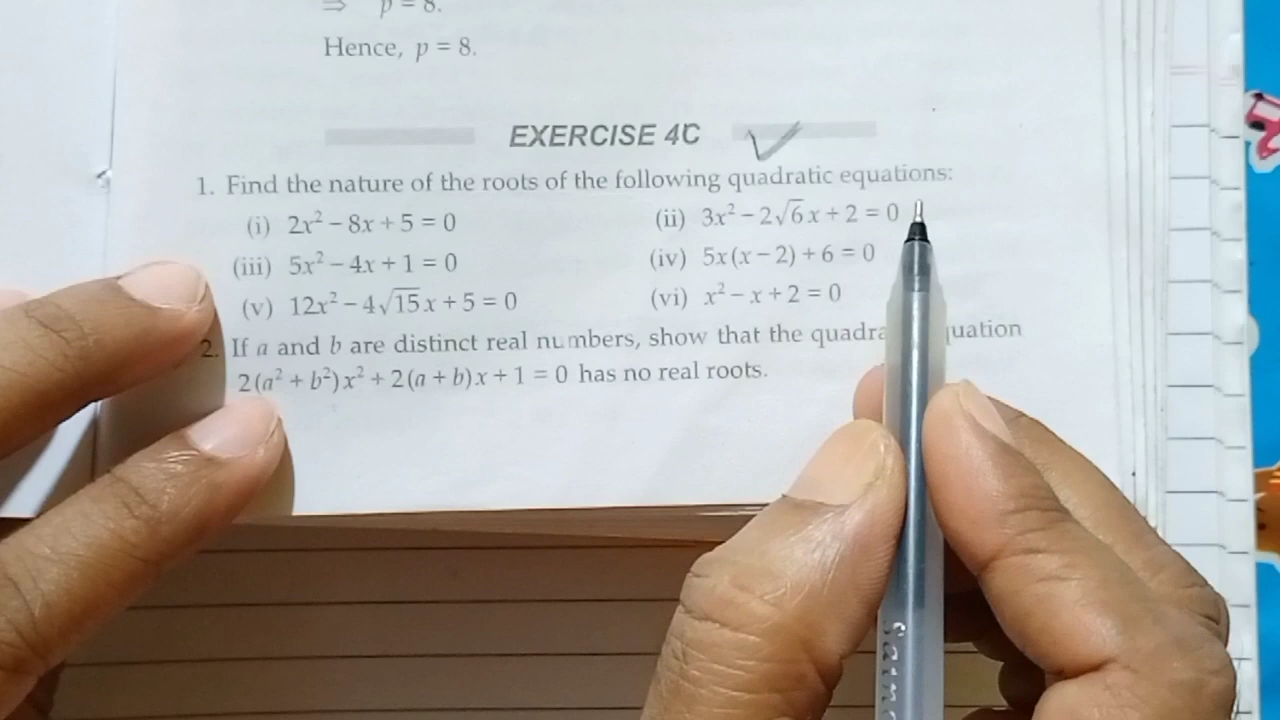 ⇒ p = 8.
Hence, p = 8.
EXERCISE 4C
1. Find the nature of the roots of the following quadratic equations:
(i) 2x² − 8x + 5 = 0 (ii) 3x² − 2√6x + 2 = 0
(iii) 5x² − 4x + 1 = 0 (iv) 5x(x − 2) + 6 = 0
(v) 12x² − 4√15x + 5 = 0 (vi) x² − x + 2 = 0
2. If a and b are distinct real numbers, show that the quadra uation
2(a² + b²)x² + 2(a + b)x + 1 = 0 has no real roots.